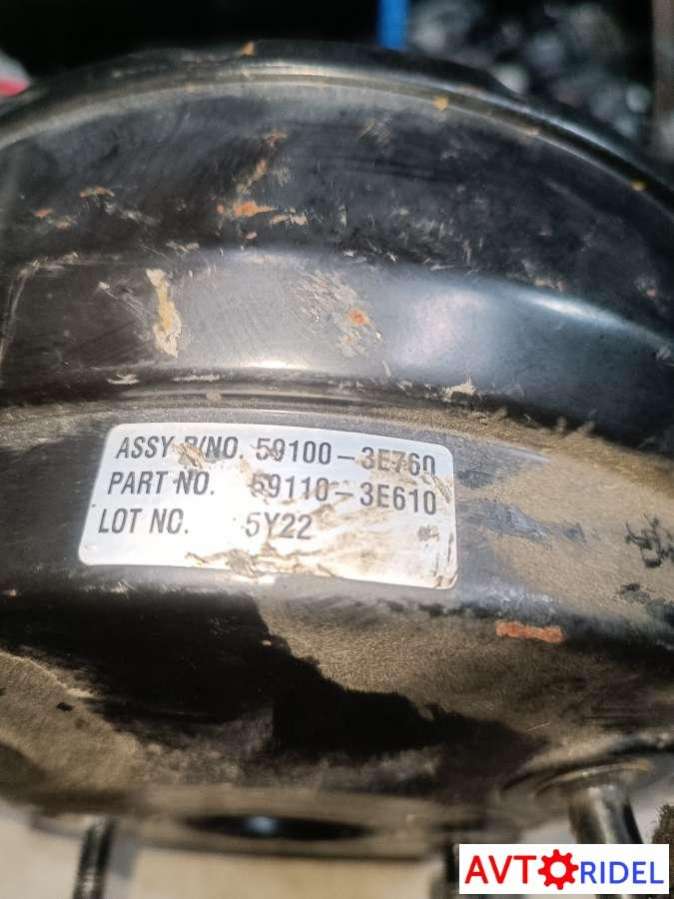 ASSY P/NO. 59100-3E760
PART NO. 59110-3E610
LOT NO. 5Y22
AVTORIDEL